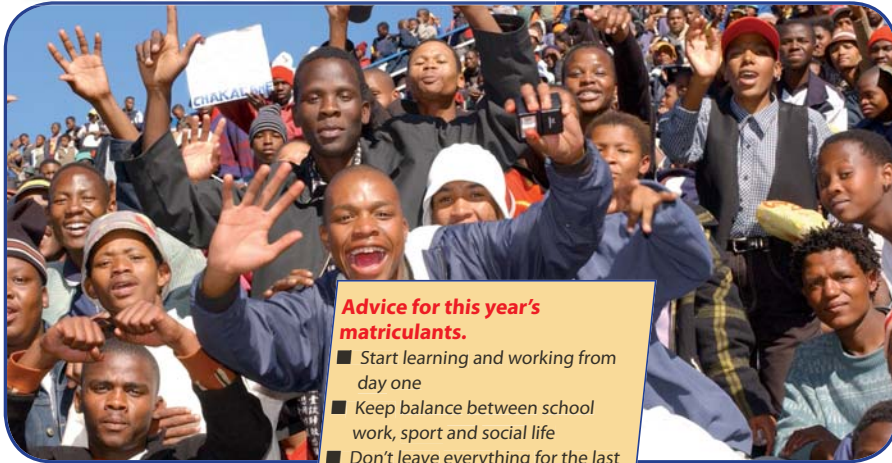 CHAKAL
Advice for this year's
matriculants.
■ Start learning and working from
day one
■ Keep balance between school
work, sport and social life
■ Don't leave everything for the last